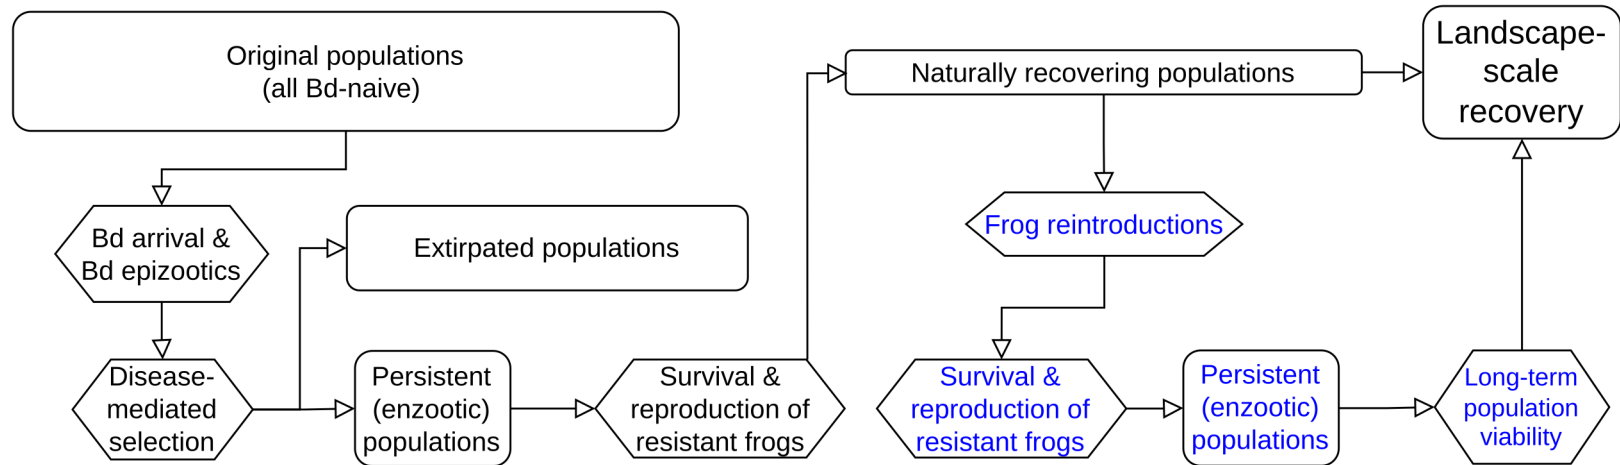 Original populations
(all Bd-naive)
Bd arrival &
Bd epizootics
Extirpated populations
Disease-
mediated
selection
Persistent
(enzootic)
populations
Survival &
reproduction of
resistant frogs
Naturally recovering populations
Landscape-
scale
recovery
Frog reintroductions
Survival &
reproduction of
resistant frogs
Persistent
(enzootic)
populations
Long-term
population
viability